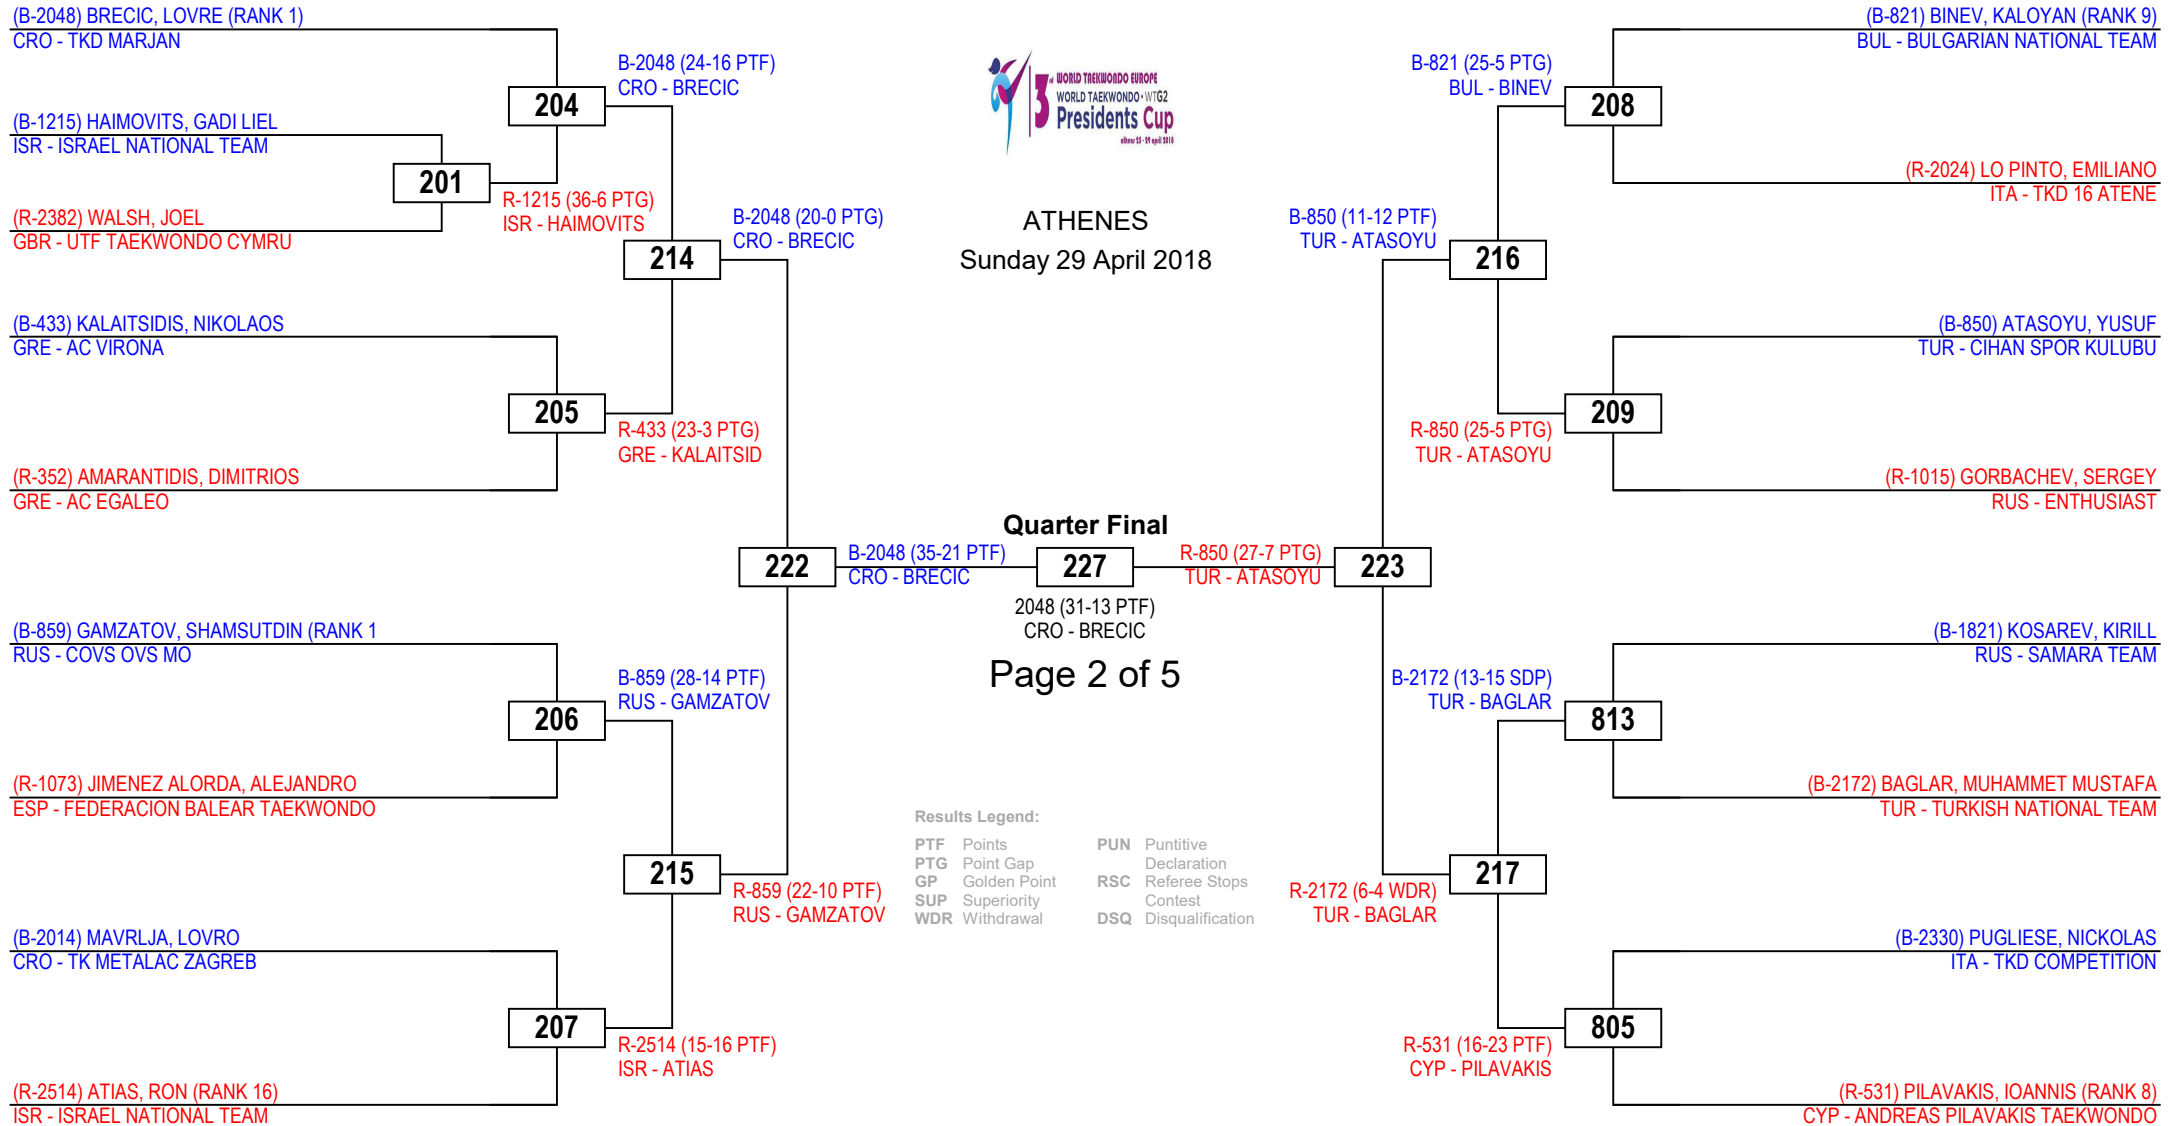 (B-2048) BRECIC, LOVRE (RANK 1)
CRO - TKD MARJAN
(B-1215) HAIMOVITS, GADI LIEL
ISR - ISRAEL NATIONAL TEAM
(R-2382) WALSH, JOEL
GBR - UTF TAEKWONDO CYMRU
(B-433) KALAITSIDIS, NIKOLAOS
GRE - AC VIRONA
(R-352) AMARANTIDIS, DIMITRIOS
GRE - AC EGALEO
(B-859) GAMZATOV, SHAMSUTDIN (RANK 1
RUS - COVS OVS MO
(R-1073) JIMENEZ ALORDA, ALEJANDRO
ESP - FEDERACION BALEAR TAEKWONDO
(B-2014) MAVRLJA, LOVRO
CRO - TK METALAC ZAGREB
(R-2514) ATIAS, RON (RANK 16)
ISR - ISRAEL NATIONAL TEAM
201
R-1215 (36-6 PTG)
ISR - HAIMOVITS
204
205
206
207
B-2048 (24-16 PTF)
CRO - BRECIC
R-433 (23-3 PTG)
GRE - KALAITSID
B-859 (28-14 PTF)
RUS - GAMZATOV
R-2514 (15-16 PTF)
ISR - ATIAS
214
215
B-2048 (20-0 PTG)
CRO - BRECIC
R-859 (22-10 PTF)
RUS - GAMZATOV
222
B-2048 (35-21 PTF)
CRO - BRECIC
3rd WORLD TAEKWONDO EUROPE
WORLD TAEKWONDO • WTG2
Presidents Cup
athens 25 - 29 april 2018
ATHENES
Sunday 29 April 2018
Quarter Final
227
2048 (31-13 PTF)
CRO - BRECIC
Page 2 of 5
Results Legend:
PTF Points
PTG Point Gap
GP Golden Point
SUP Superiority
WDR Withdrawal
PUN Puntitive
Declaration
RSC Referee Stops
Contest
DSQ Disqualification
R-850 (27-7 PTG)
TUR - ATASOYU
223
B-850 (11-12 PTF)
TUR - ATASOYU
R-2172 (6-4 WDR)
TUR - BAGLAR
216
217
B-821 (25-5 PTG)
BUL - BINEV
R-850 (25-5 PTG)
TUR - ATASOYU
B-2172 (13-15 SDP)
TUR - BAGLAR
R-531 (16-23 PTF)
CYP - PILAVAKIS
208
209
813
805
(B-821) BINEV, KALOYAN (RANK 9)
BUL - BULGARIAN NATIONAL TEAM
(R-2024) LO PINTO, EMILIANO
ITA - TKD 16 ATENE
(B-850) ATASOYU, YUSUF
TUR - CIHAN SPOR KULUBU
(R-1015) GORBACHEV, SERGEY
RUS - ENTHUSIAST
(B-1821) KOSAREV, KIRILL
RUS - SAMARA TEAM
(B-2172) BAGLAR, MUHAMMET MUSTAFA
TUR - TURKISH NATIONAL TEAM
(B-2330) PUGLIESE, NICKOLAS
ITA - TKD COMPETITION
(R-531) PILAVAKIS, IOANNIS (RANK 8)
CYP - ANDREAS PILAVAKIS TAEKWONDO